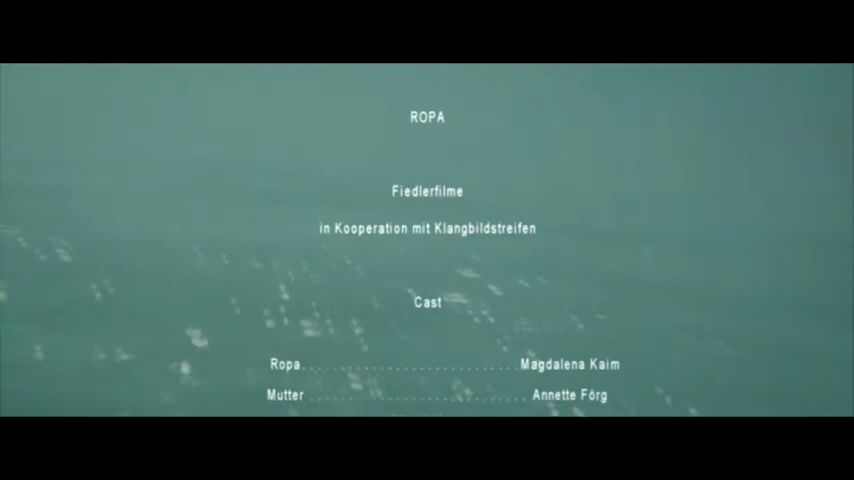 ROPA
Fiedlerfilme
in Kooperation mit Klangbildstreifen
Cast
Ropa.............................Magdalena Kaim
Mutter.............................Annette Förg